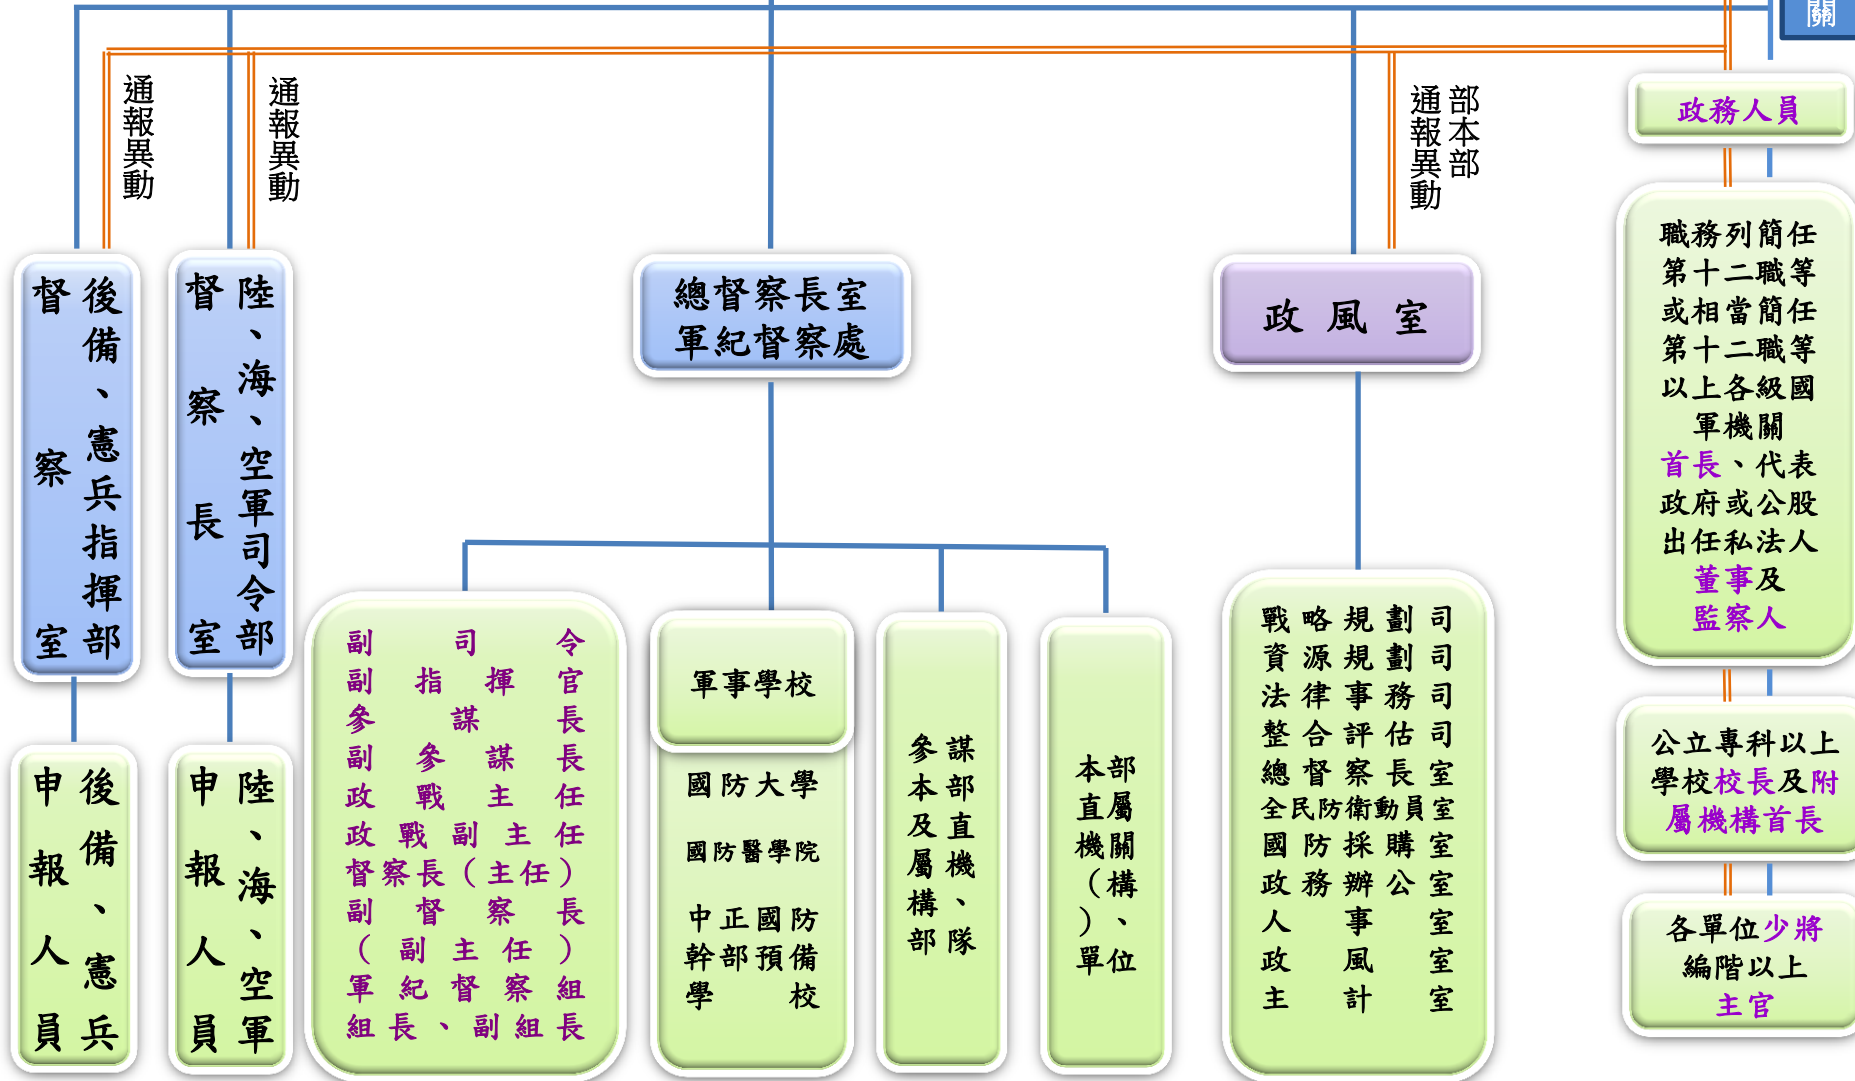 關
通報異動
通報異動
部本部
通報異動
政務人員
後備、憲兵指揮部
督察室
陸、海、空軍司令部
督察長室
總督察長室
軍紀督察處
政風室
職務列簡任
第十二職等
或相當簡任
第十二職等
以上各級國
軍機關
首長、代表
政府或公股
出任私法人
董事及
監察人
後備、憲兵
申報人員
陸、海、空軍
申報人員
副司令
副指揮官
參謀長
副參謀長
政戰主任
政戰副主任
督察長（主任）
副督察長
（副主任）
軍紀督察組
組長、副組長
軍事學校
國防大學
國防醫學院
中正國防
幹部預備
學校
參謀
本部
及直
屬機
構、
部隊
本部
直屬
機關
（構
）、
單位
戰略規劃司
資源規劃司
法律事務司
整合評估司
總督察長室
全民防衛動員室
國防採購室
政務辦公室
人事室
政風室
主計室
公立專科以上
學校校長及附
屬機構首長
各單位少將
編階以上
主官